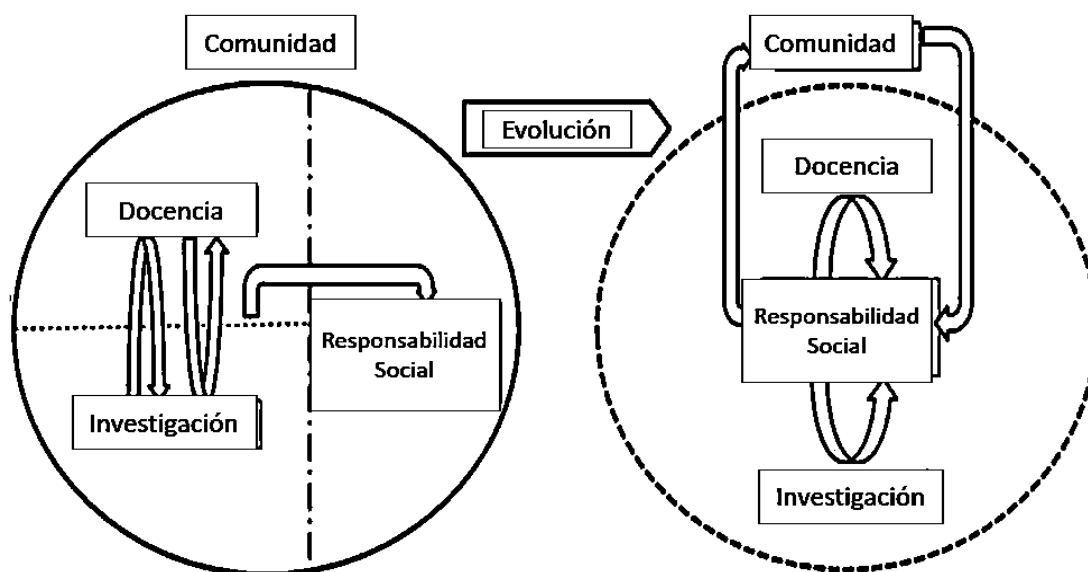 Comunidad
Docencia
Investigación
Responsabilidad
Social
Evolución
Comunidad
Docencia
Responsabilidad
Social
Investigación